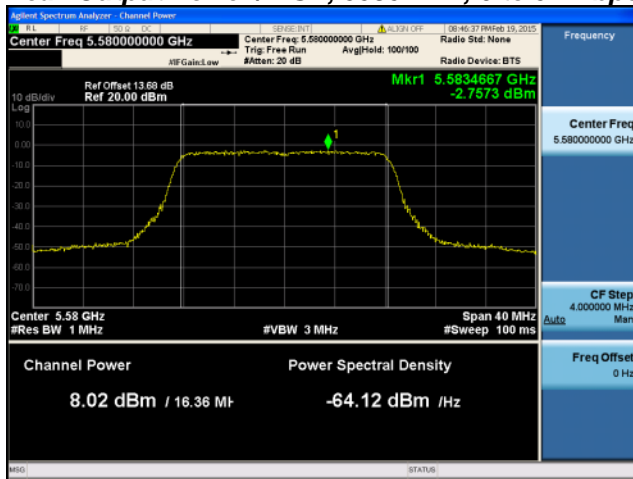 Agilent Spectrum Analyzer - Channel Power
RL RF 50 Ω DC SENSE:INT ALIGN OFF 08:46:37 PM Feb 19, 2015
Center Freq 5.580000000 GHz
Center Freq: 5.580000000 GHz
Radio Std: None
Trig: Free Run Avg|Hold: 100/100
#IFGain:Low #Atten: 20 dB Radio Device: BTS
Frequency
Ref Offset 13.68 dB
10 dB/div Ref 20.00 dBm
Mkr1 5.5834667 GHz
-2.7573 dBm
Log
10.0
0.00
-10.0
-20.0
-30.0
-40.0
-50.0
-60.0
-70.0
1
Center 5.58 GHz Span 40 MHz
#Res BW 1 MHz #VBW 3 MHz #Sweep 100 ms
Channel Power Power Spectral Density
8.02 dBm / 16.36 MH -64.12 dBm /Hz
Center Freq
5.580000000 GHz
CF Step
4.000000 MHz
Auto Man
Freq Offset
0 Hz
MSG STATUS